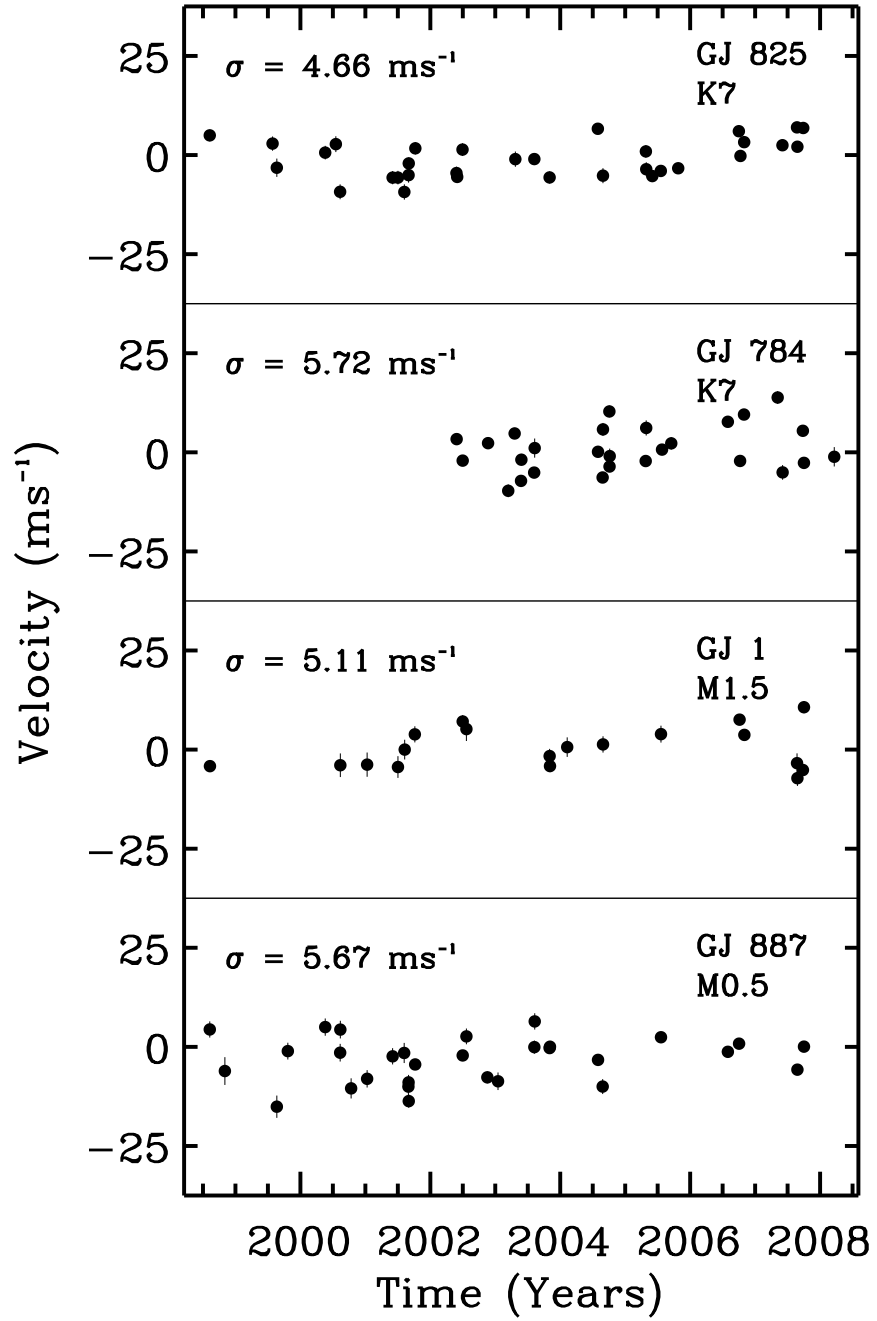 25
0
−25
σ = 4.66 ms⁻¹
GJ 825
K7
25
0
−25
σ = 5.72 ms⁻¹
GJ 784
K7
25
0
−25
σ = 5.11 ms⁻¹
GJ 1
M1.5
25
0
−25
σ = 5.67 ms⁻¹
GJ 887
M0.5
Velocity (ms⁻¹)
2000 2002 2004 2006 2008
Time (Years)